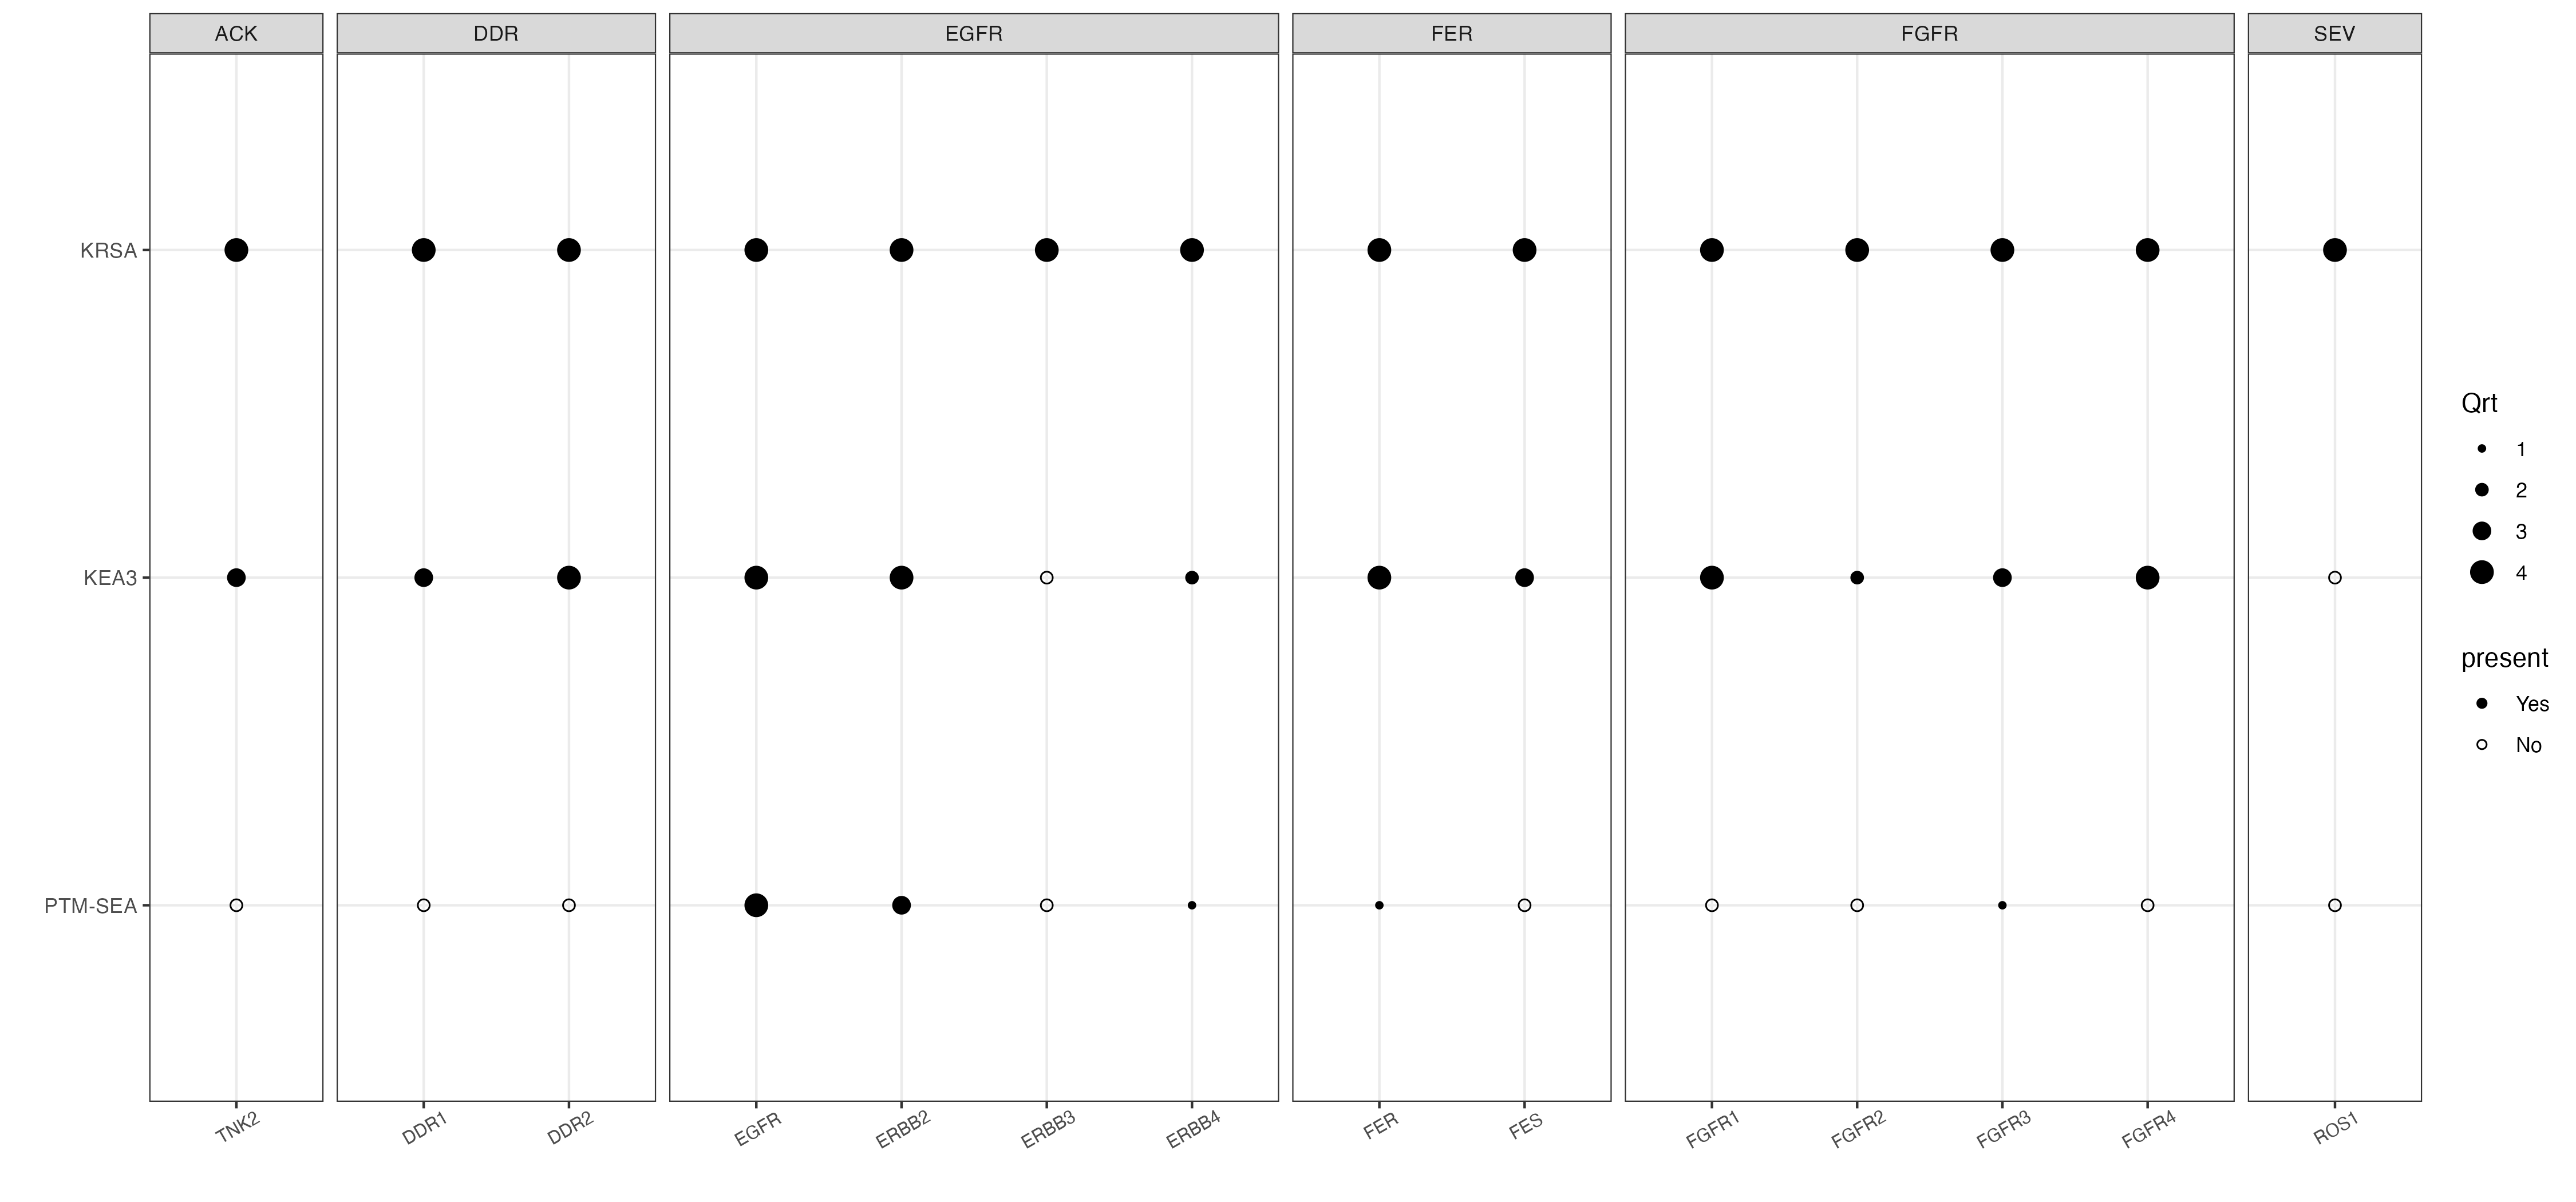 ACK DDR EGFR FER FGFR SEV
KRSA
KEA3
PTM-SEA
TNK2 DDR1 DDR2 EGFR ERBB2 ERBB3 ERBB4 FER FES FGFR1 FGFR2 FGFR3 FGFR4 ROS1
Qrt
1
2
3
4
present
Yes
No